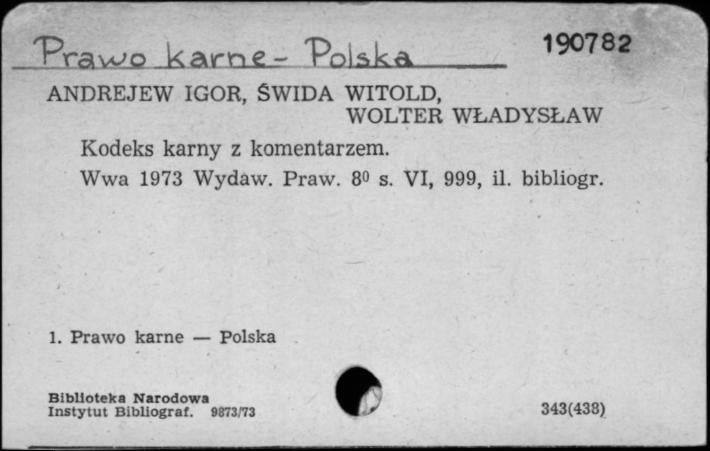 Prawo karne - Polska
190782
ANDREJEW IGOR, ŚWIDA WITOLD,
WOLTER WŁADYSŁAW
Kodeks karny z komentarzem.
Wwa 1973 Wydaw. Praw. 8⁰ s. VI, 999, il. bibliogr.
1. Prawo karne — Polska
Biblioteka Narodowa
Instytut Bibliograf. 9873/73
343(438)